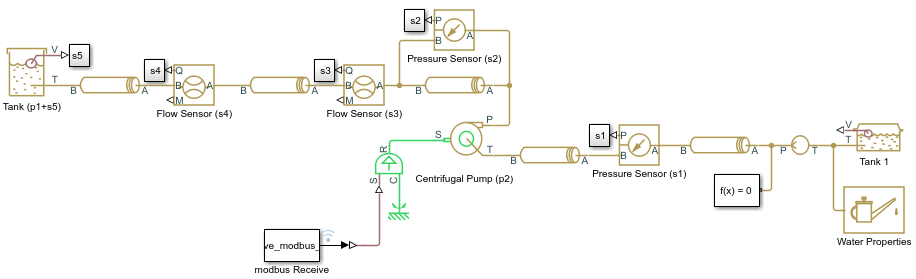 s2
P
B
A
Pressure Sensor (s2)
V
s5
T
B
A
Tank (p1+s5)
s4
Q
B
A
M
Flow Sensor (s4)
B
A
s3
Q
B
A
M
Flow Sensor (s3)
B
A
P
S
T
Centrifugal Pump (p2)
R
S
C
B
A
s1
P
B
A
Pressure Sensor (s1)
B
A
P
T
V
T
Tank 1
f(x) = 0
Water Properties
ve_modbus_
modbus Receive